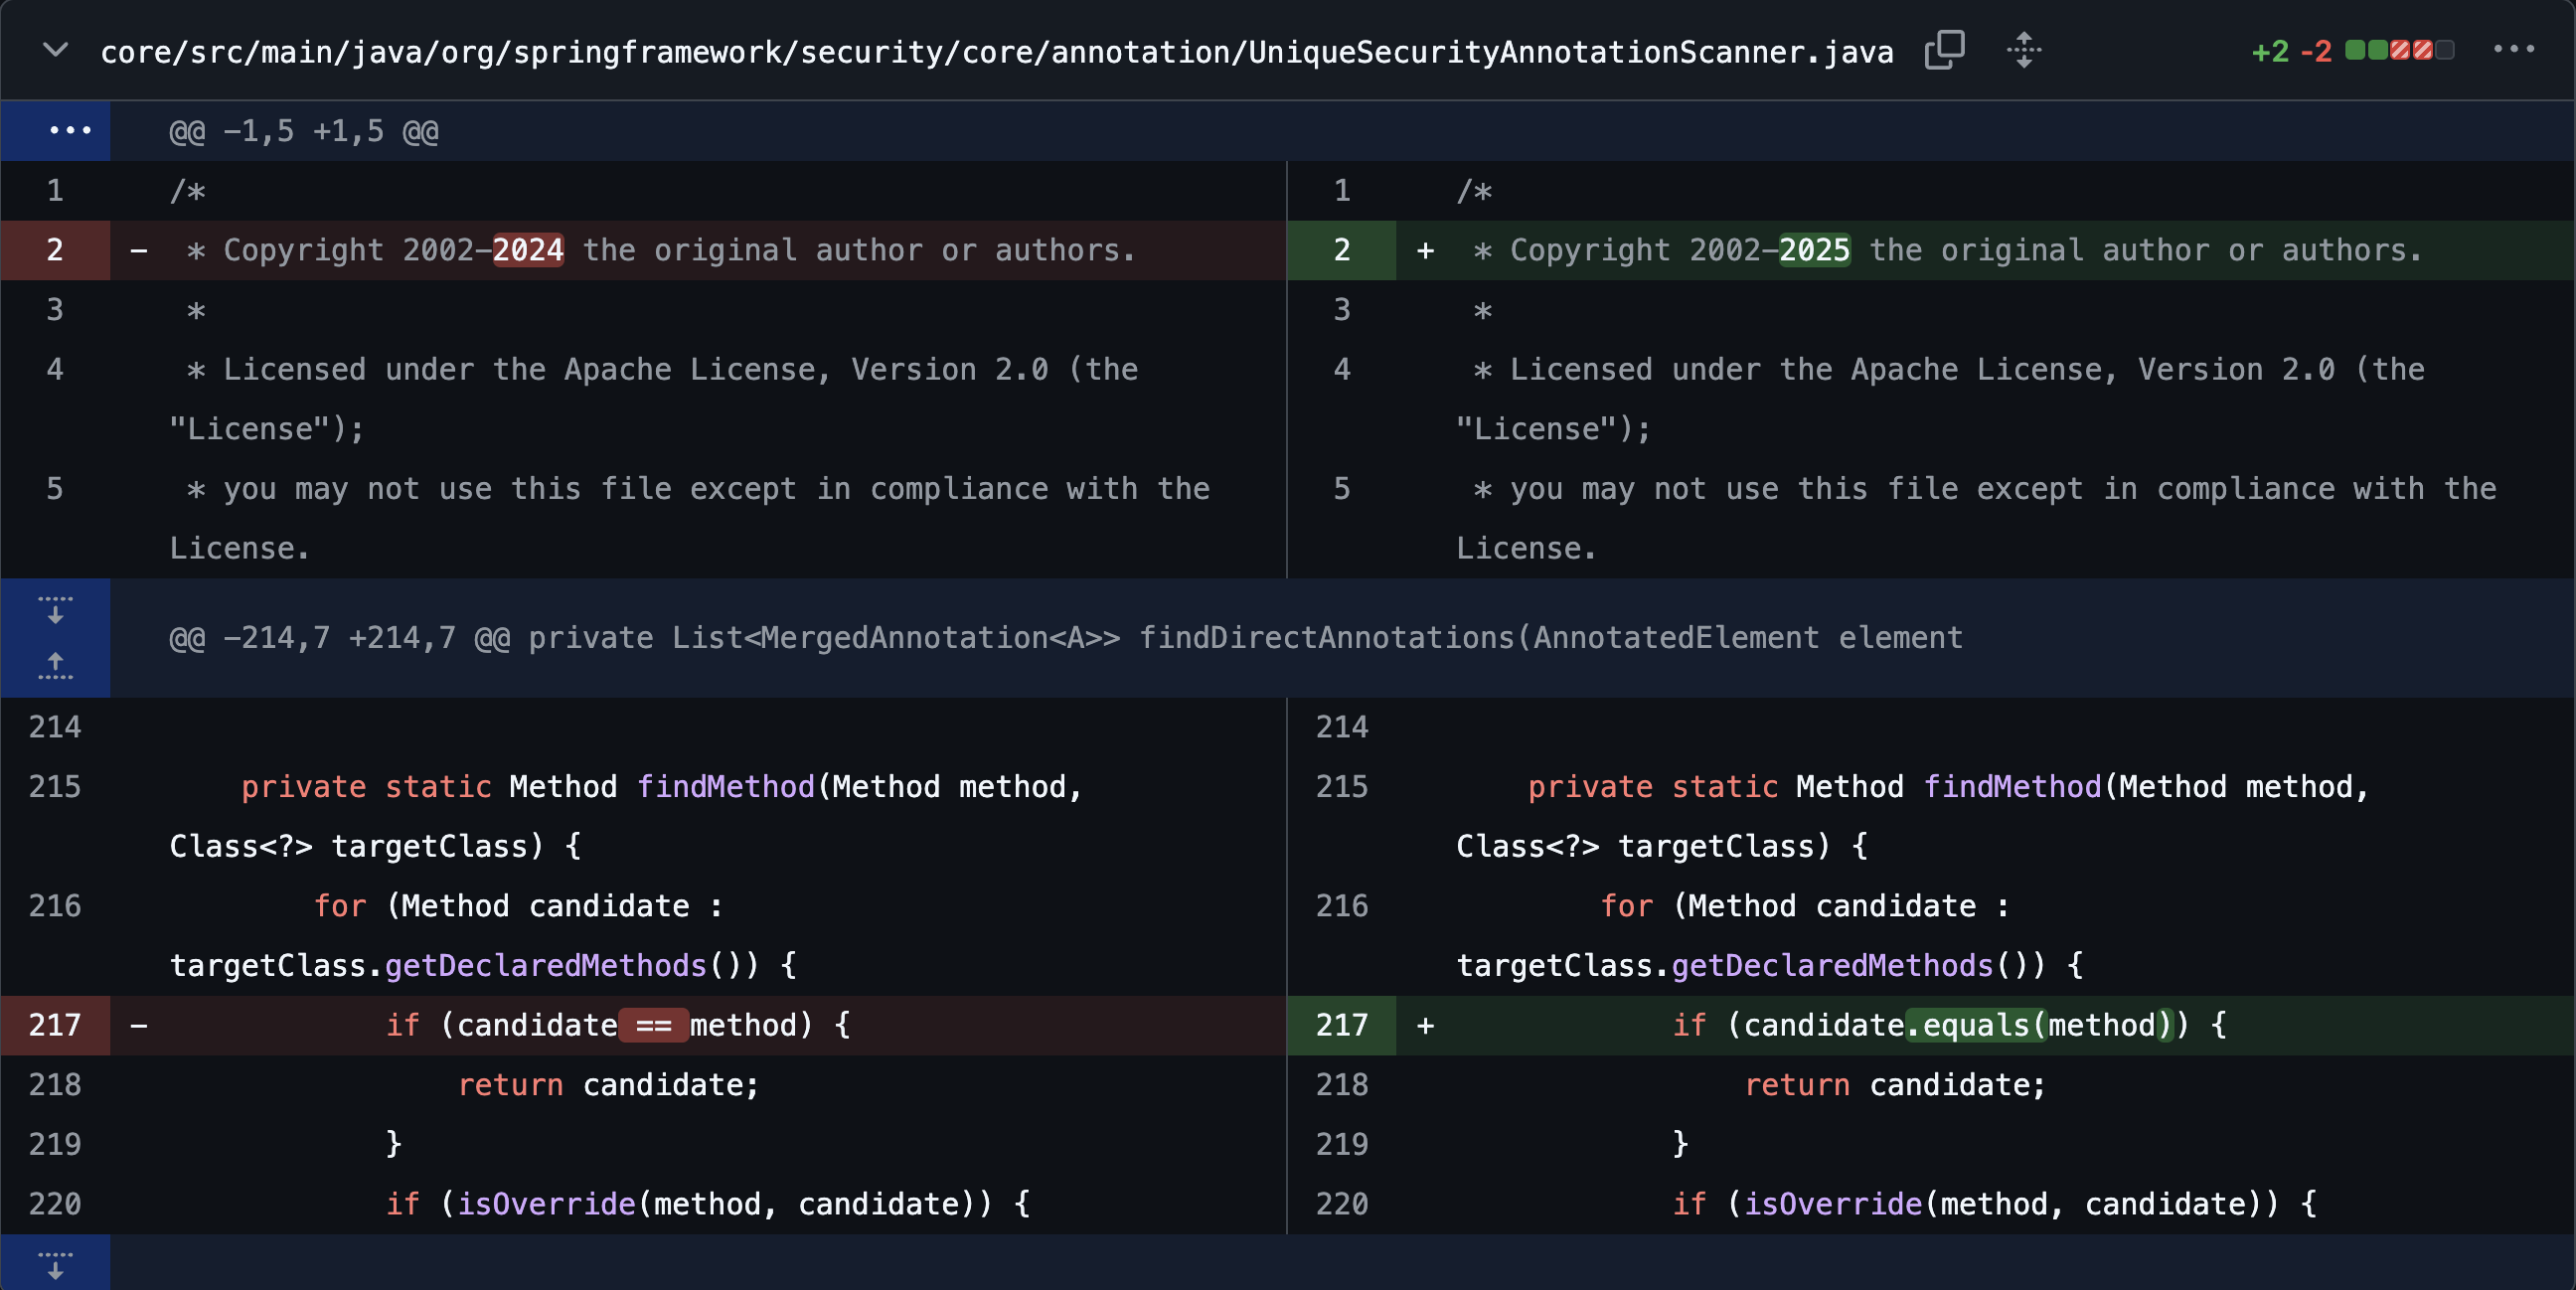 core/src/main/java/org/springframework/security/core/annotation/UniqueSecurityAnnotationScanner.java +2 -2
@@ -1,5 +1,5 @@
1 /*
1 /*
2 - * Copyright 2002-2024 the original author or authors.
2 + * Copyright 2002-2025 the original author or authors.
3 *
3 *
4 * Licensed under the Apache License, Version 2.0 (the
"License");
4 * Licensed under the Apache License, Version 2.0 (the
"License");
5 * you may not use this file except in compliance with the
License.
5 * you may not use this file except in compliance with the
License.
@@ -214,7 +214,7 @@ private List<MergedAnnotation<A>> findDirectAnnotations(AnnotatedElement element
214
214
215 private static Method findMethod(Method method,
Class<?> targetClass) {
215 private static Method findMethod(Method method,
Class<?> targetClass) {
216 for (Method candidate :
targetClass.getDeclaredMethods()) {
216 for (Method candidate :
targetClass.getDeclaredMethods()) {
217 - if (candidate == method) {
217 + if (candidate.equals(method)) {
218 return candidate;
218 return candidate;
219 }
219 }
220 if (isOverride(method, candidate)) {
220 if (isOverride(method, candidate)) {